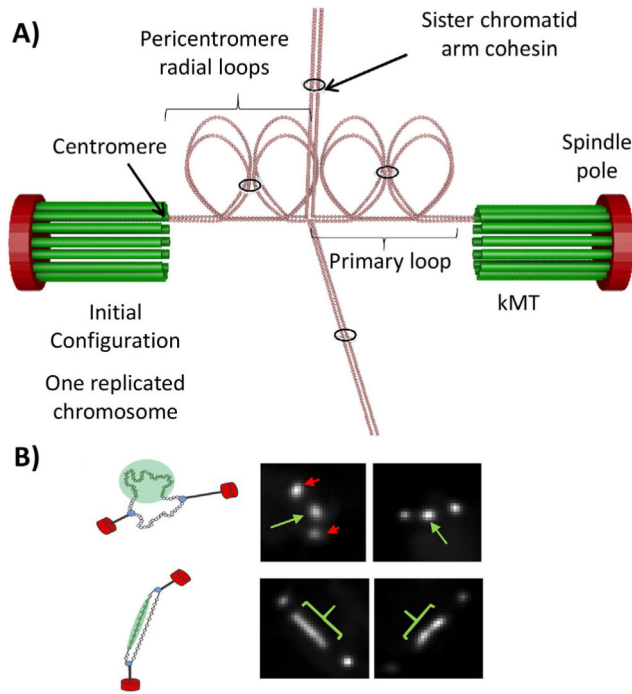 A)
Sister chromatid
arm cohesin
Pericentromere
radial loops
Centromere
Spindle
pole
Primary loop
kMT
Initial
Configuration
One replicated
chromosome
B)